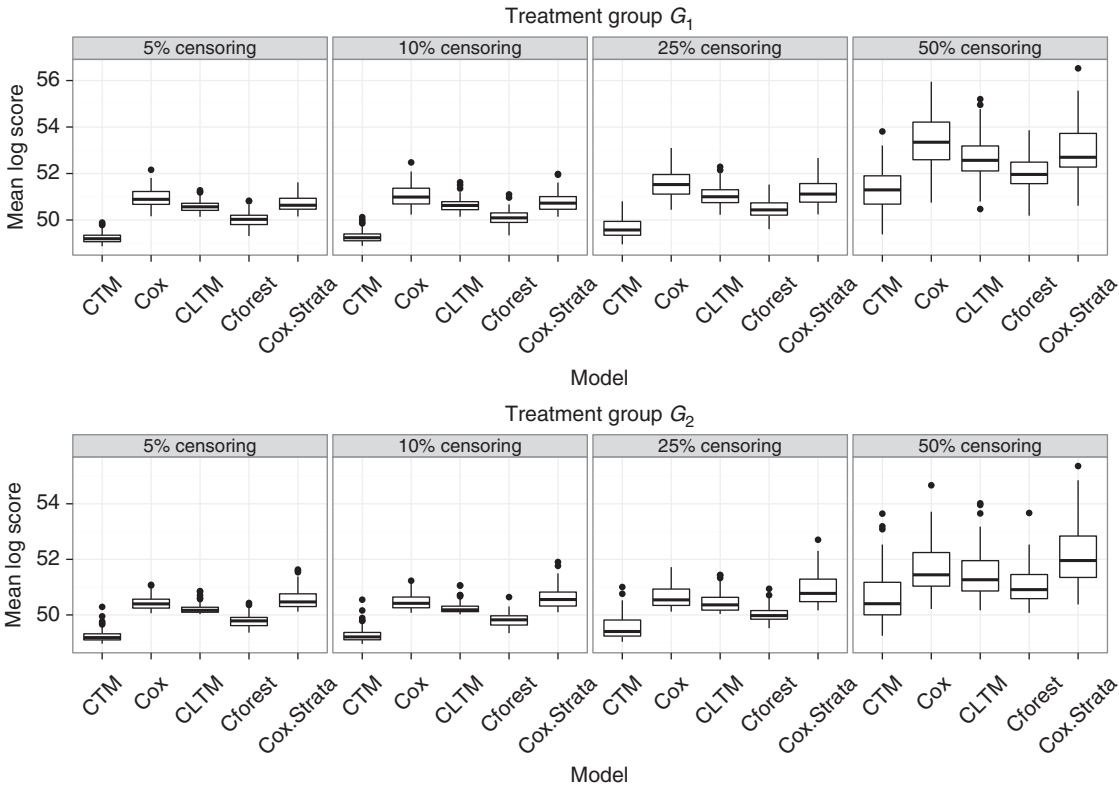 Treatment group G1
5% censoring
10% censoring
25% censoring
50% censoring
Mean log score
56
54
52
50
CTM
Cox
CLTM
Cforest
Cox.Strata
CTM
Cox
CLTM
Cforest
Cox.Strata
CTM
Cox
CLTM
Cforest
Cox.Strata
CTM
Cox
CLTM
Cforest
Cox.Strata
Model
Treatment group G2
5% censoring
10% censoring
25% censoring
50% censoring
Mean log score
54
52
50
CTM
Cox
CLTM
Cforest
Cox.Strata
CTM
Cox
CLTM
Cforest
Cox.Strata
CTM
Cox
CLTM
Cforest
Cox.Strata
CTM
Cox
CLTM
Cforest
Cox.Strata
Model